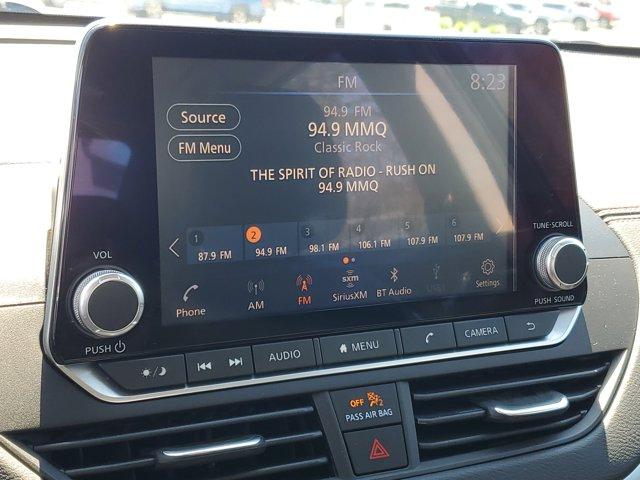 FM
8:23
Source
FM Menu
94.9 FM
94.9 MMQ
Classic Rock
THE SPIRIT OF RADIO - RUSH ON
94.9 MMQ
1
87.9 FM
2
94.9 FM
3
98.1 FM
4
106.1 FM
5
107.9 FM
6
107.9 FM
Phone
AM
FM
sxm
SiriusXM
BT Audio
Settings
VOL
PUSH
TUNE·SCROLL
PUSH SOUND
AUDIO
MENU
CAMERA
OFF 2
PASS AIR BAG